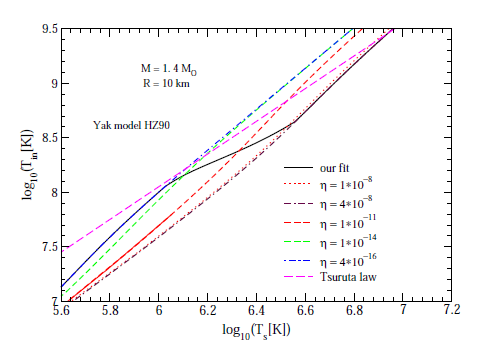 9.5
9
8.5
8
7.5
7
log₁₀(Tᵢₙ[K])
M = 1. 4 M_O
R = 10 km
Yak model HZ90
our fit
η = 1*10⁻⁸
η = 4*10⁻⁸
η = 1*10⁻¹¹
η = 1*10⁻¹⁴
η = 4*10⁻¹⁶
Tsuruta law
5.6 5.8 6 6.2 6.4 6.6 6.8 7 7.2
log₁₀(Tₛ[K])